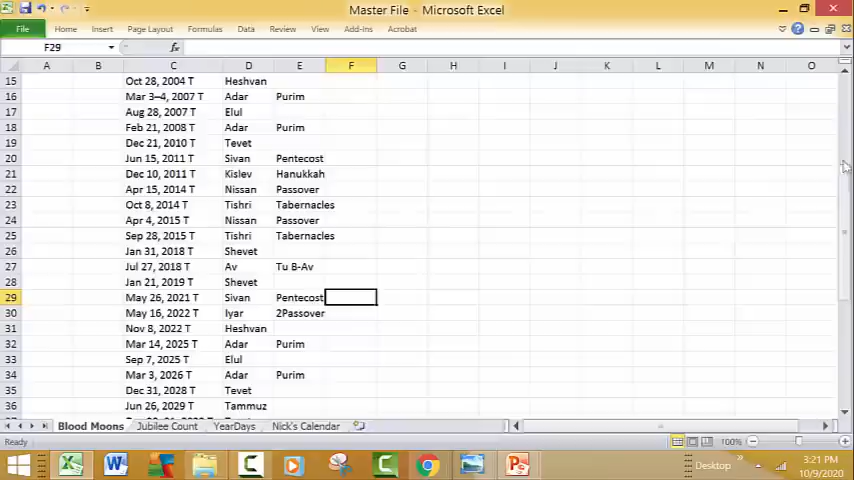 Master File - Microsoft Excel
File Home Insert Page Layout Formulas Data Review View Add-Ins Acrobat
F29 fx
A B C D E F G H I J K L M N O
15 Oct 28, 2004 T Heshvan
16 Mar 3–4, 2007 T Adar Purim
17 Aug 28, 2007 T Elul
18 Feb 21, 2008 T Adar Purim
19 Dec 21, 2010 T Tevet
20 Jun 15, 2011 T Sivan Pentecost
21 Dec 10, 2011 T Kislev Hanukkah
22 Apr 15, 2014 T Nissan Passover
23 Oct 8, 2014 T Tishri Tabernacles
24 Apr 4, 2015 T Nissan Passover
25 Sep 28, 2015 T Tishri Tabernacles
26 Jan 31, 2018 T Shevet
27 Jul 27, 2018 T Av Tu B-Av
28 Jan 21, 2019 T Shevet
29 May 26, 2021 T Sivan Pentecost
30 May 16, 2022 T Iyar 2Passover
31 Nov 8, 2022 T Heshvan
32 Mar 14, 2025 T Adar Purim
33 Sep 7, 2025 T Elul
34 Mar 3, 2026 T Adar Purim
35 Dec 31, 2028 T Tevet
36 Jun 26, 2029 T Tammuz
Blood Moons Jubilee Count YearDays Nick's Calendar
Ready 100%
Desktop 3:21 PM
10/9/2020